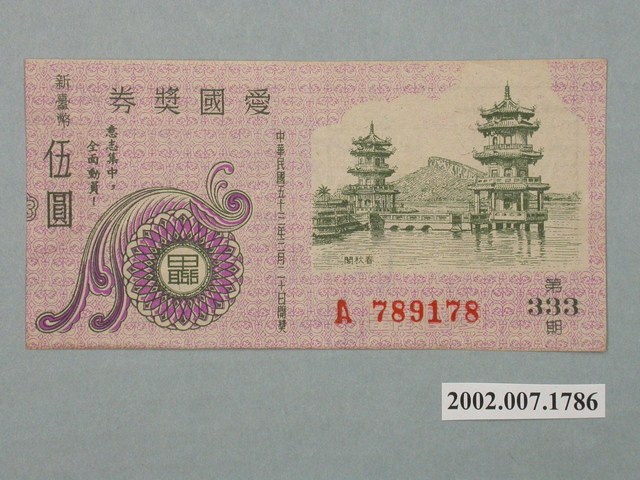 愛國獎券
新臺幣
伍圓
意志集中，
全面動員！
中華民國五十三年二月二十日開獎
春秋閣
A 789178
第
333
期
2002.007.1786